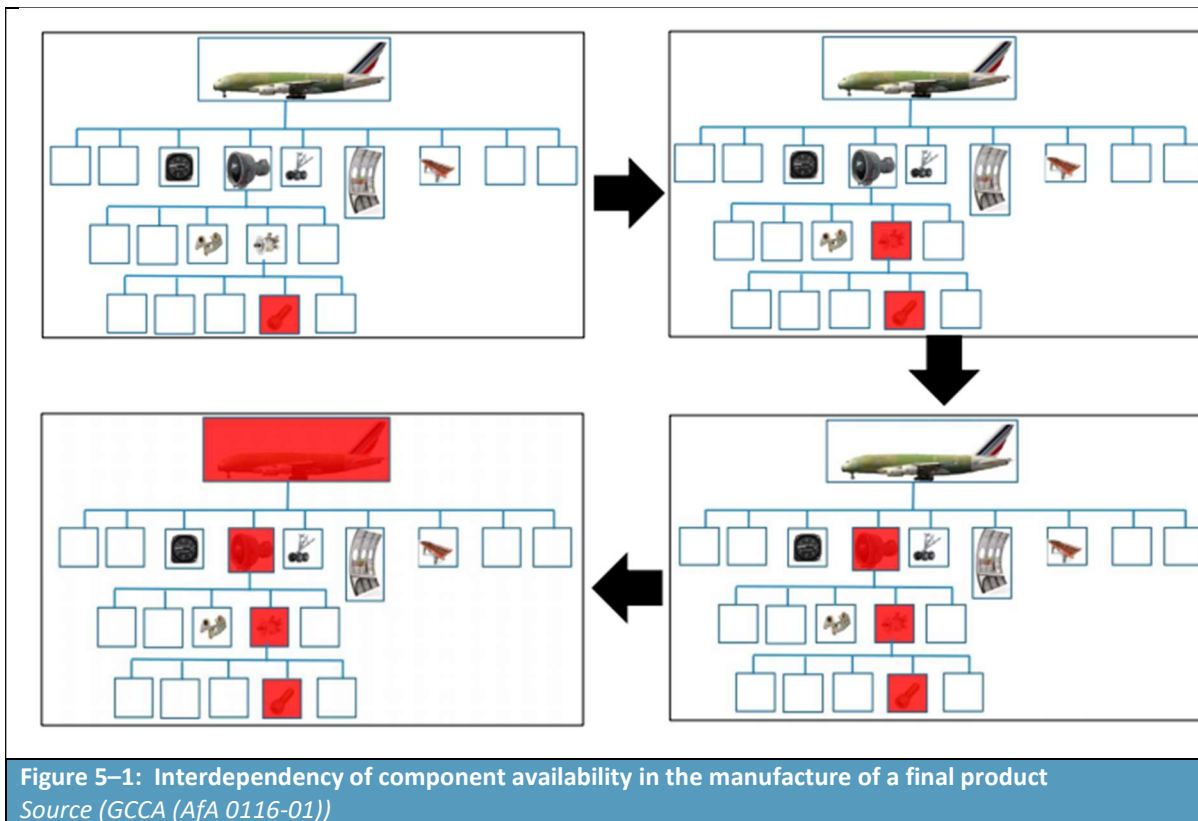 Figure 5–1: Interdependency of component availability in the manufacture of a final product
Source (GCCA (AfA 0116-01))